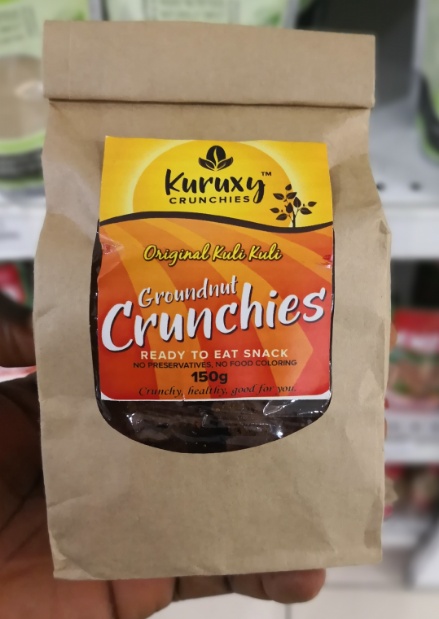 Kuruxy™
CRUNCHIES
Original Kuli Kuli
Groundnut
Crunchies
READY TO EAT SNACK
NO PRESERVATIVES, NO FOOD COLORING
150g
Crunchy, healthy, good for you.